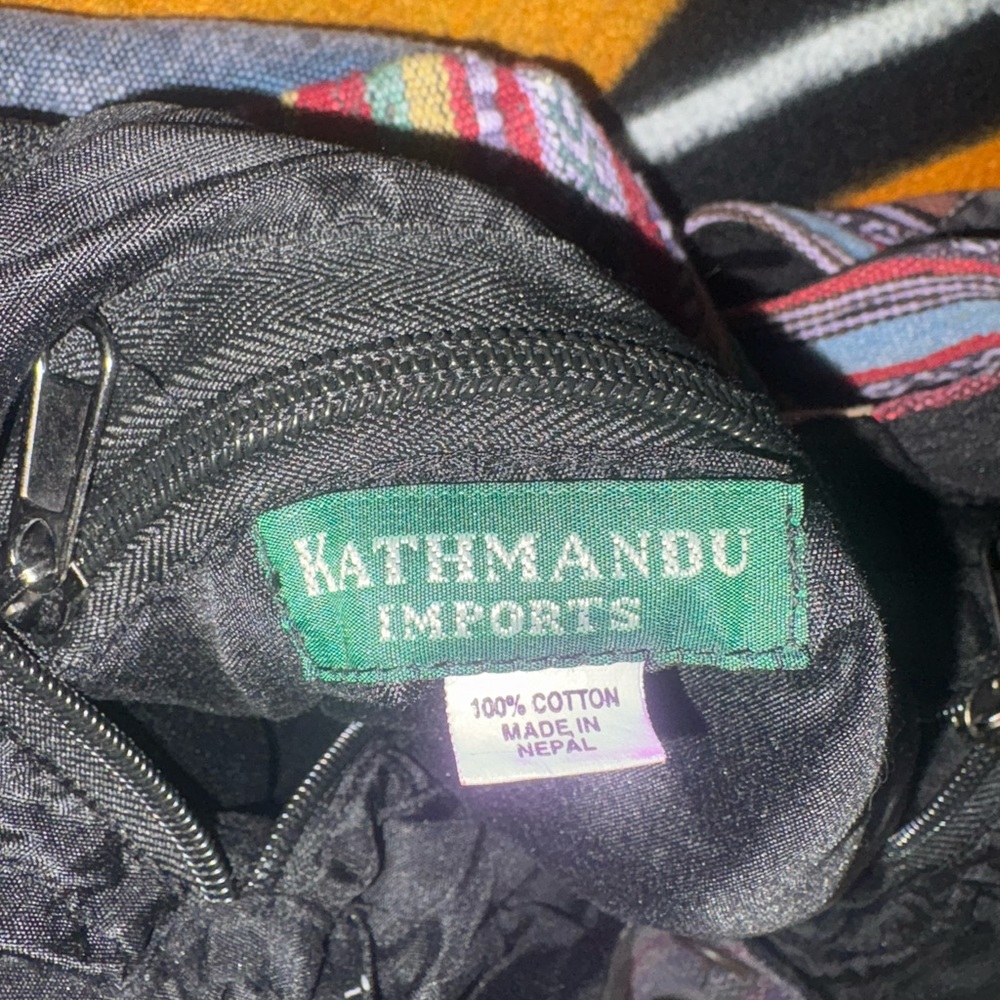 KATHMANDU
IMPORTS
100% COTTON
MADE IN
NEPAL